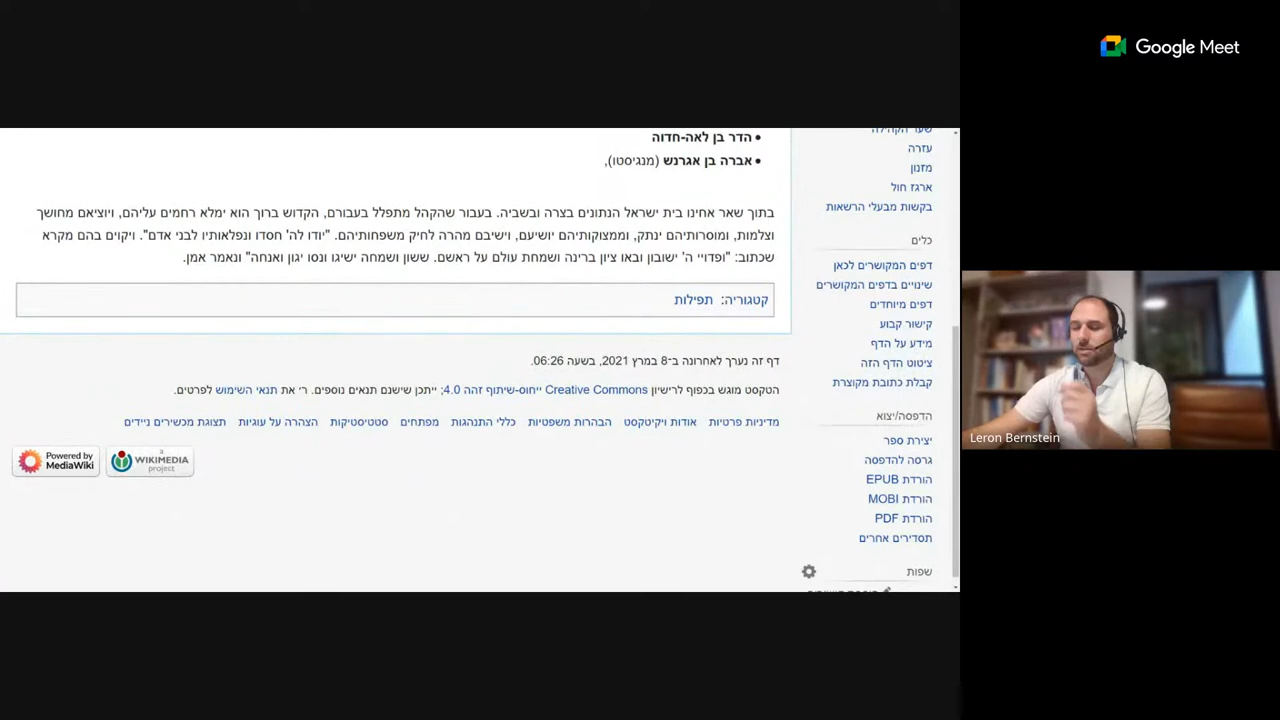 Google Meet
הדר בן לאה-חדוה
אברה בן אגרנש (מנגיסטו),
בתוך שאר אחינו בית ישראל הנתונים בצרה ובשביה. בעבור שהקהל מתפלל בעבורם, הקדוש ברוך הוא ימלא רחמים עליהם, ויוציאם מחושך
וצלמות, ומוסרותיהם ינתק, וממצוקותיהם יושיעם, וישיבם מהרה לחיק משפחותיהם. "יודו לה' חסדו ונפלאותיו לבני אדם". ויקוים בהם מקרא
שכתוב: "ופדויי ה' ישובון ובאו ציון ברינה ושמחת עולם על ראשם. ששון ושמחה ישיגו ונסו יגון ואנחה" ונאמר אמן.
קטגוריה: תפילות
דף זה נערך לאחרונה ב־8 במרץ 2021, בשעה 06:26.
הטקסט מוגש בכפוף לרישיון Creative Commons ייחוס-שיתוף זהה 4.0; ייתכן שישנם תנאים נוספים. ר' את תנאי השימוש לפרטים.
מדיניות פרטיות אודות ויקיטקסט הבהרות משפטיות כללי התנהגות מפתחים סטטיסטיקות הצהרה על עוגיות תצוגת מכשירים ניידים
Powered by
MediaWiki
a
WIKIMEDIA
project
שער הקהילה
עזרה
מזנון
ארגז חול
בקשות מבעלי הרשאות
כלים
דפים המקושרים לכאן
שינויים בדפים המקושרים
דפים מיוחדים
קישור קבוע
מידע על הדף
ציטוט הדף הזה
קבלת כתובת מקוצרת
הדפסה/יצוא
יצירת ספר
גרסה להדפסה
הורדת EPUB
הורדת MOBI
הורדת PDF
תסדירים אחרים
שפות
Leron Bernstein